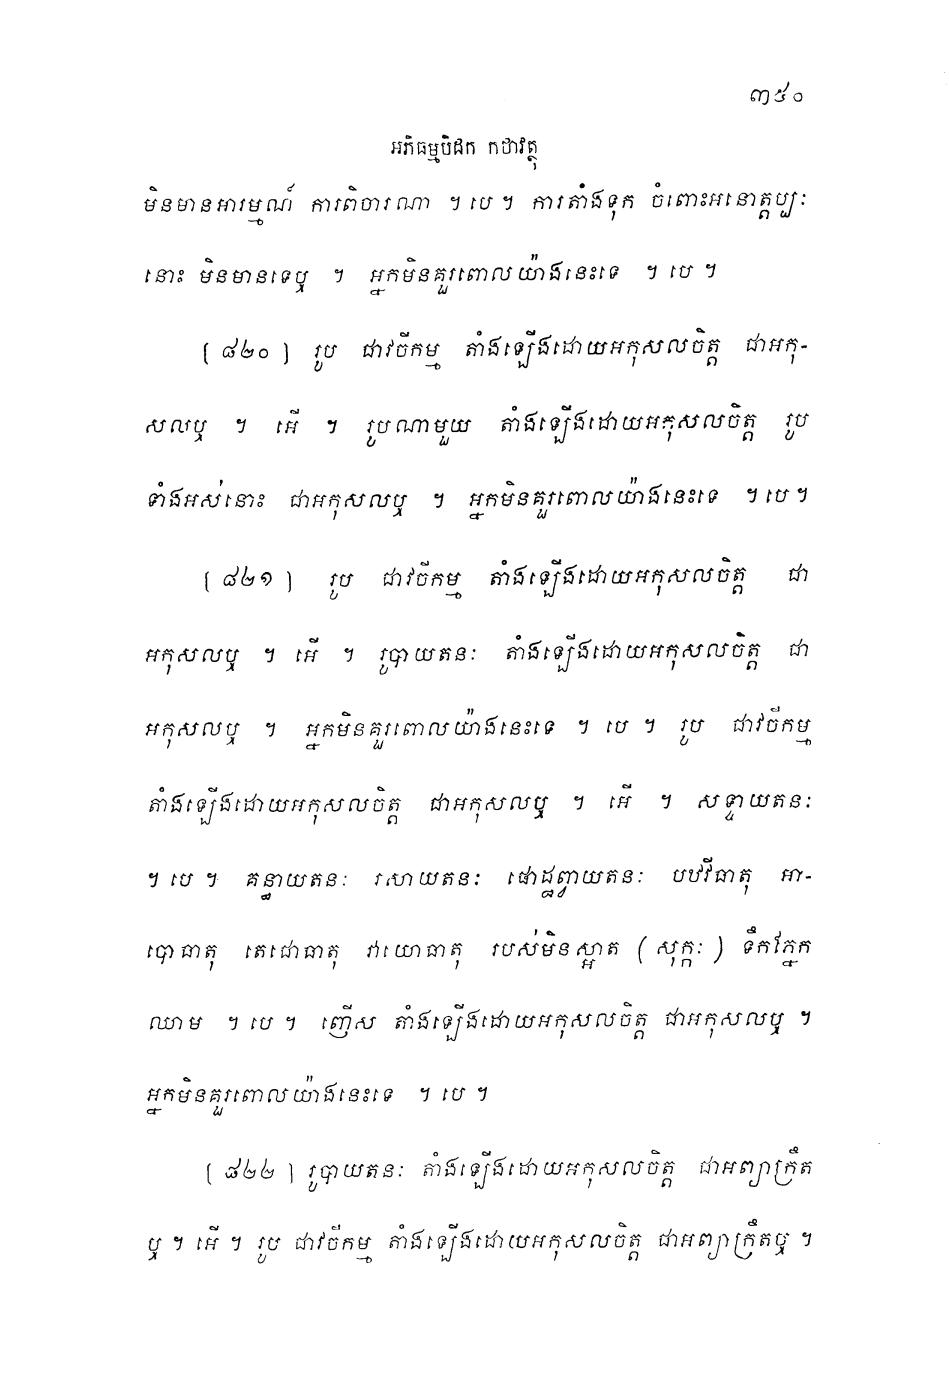 ៣៥០
អភិធម្មបិដក កថាវត្ថុ
មិនមានអារម្មណ៍ ការពិចារណា ។ បេ ។ ការតាំងទុក ចំពោះអនោត្តប្បៈ
នោះ មិនមានទេឬ ។ អ្នកមិនគួរពោលយ៉ាងនេះទេ ។ បេ ។
[ ៨២០ ] រូប ជាវចីកម្ម តាំងឡើងដោយអកុសលចិត្ត ជាអកុ-
សលឬ ។ អើ ។ រូបណាមួយ តាំងឡើងដោយអកុសលចិត្ត រូប
ទាំងអស់នោះ ជាអកុសលឬ ។ អ្នកមិនគួរពោលយ៉ាងនេះទេ ។ បេ ។
[ ៨២១ ] រូប ជាវចីកម្ម តាំងឡើងដោយអកុសលចិត្ត ជា
អកុសលឬ ។ អើ ។ រូបាយតនៈ តាំងឡើងដោយអកុសលចិត្ត ជា
អកុសលឬ ។ អ្នកមិនគួរពោលយ៉ាងនេះទេ ។ បេ ។ រូប ជាវចីកម្ម
តាំងឡើងដោយអកុសលចិត្ត ជាអកុសលឬ ។ អើ ។ សទ្ទាយតនៈ
។ បេ ។ គន្ធាយតនៈ រសាយតនៈ ផោដ្ឋព្វាយតនៈ បឋវីធាតុ អា-
បោធាតុ តេជោធាតុ វាយោធាតុ របស់មិនស្អាត ( សុក្កៈ ) ទឹកភ្នែក
ឈាម ។ បេ ។ ញើស តាំងឡើងដោយអកុសលចិត្ត ជាអកុសលឬ ។
អ្នកមិនគួរពោលយ៉ាងនេះទេ ។ បេ ។
[ ៨២២ ] រូបាយតនៈ តាំងឡើងដោយអកុសលចិត្ត ជាអព្យាក្រឹត
ឬ ។ អើ ។ រូប ជាវចីកម្ម តាំងឡើងដោយអកុសលចិត្ត ជាអព្យាក្រឹតឬ ។